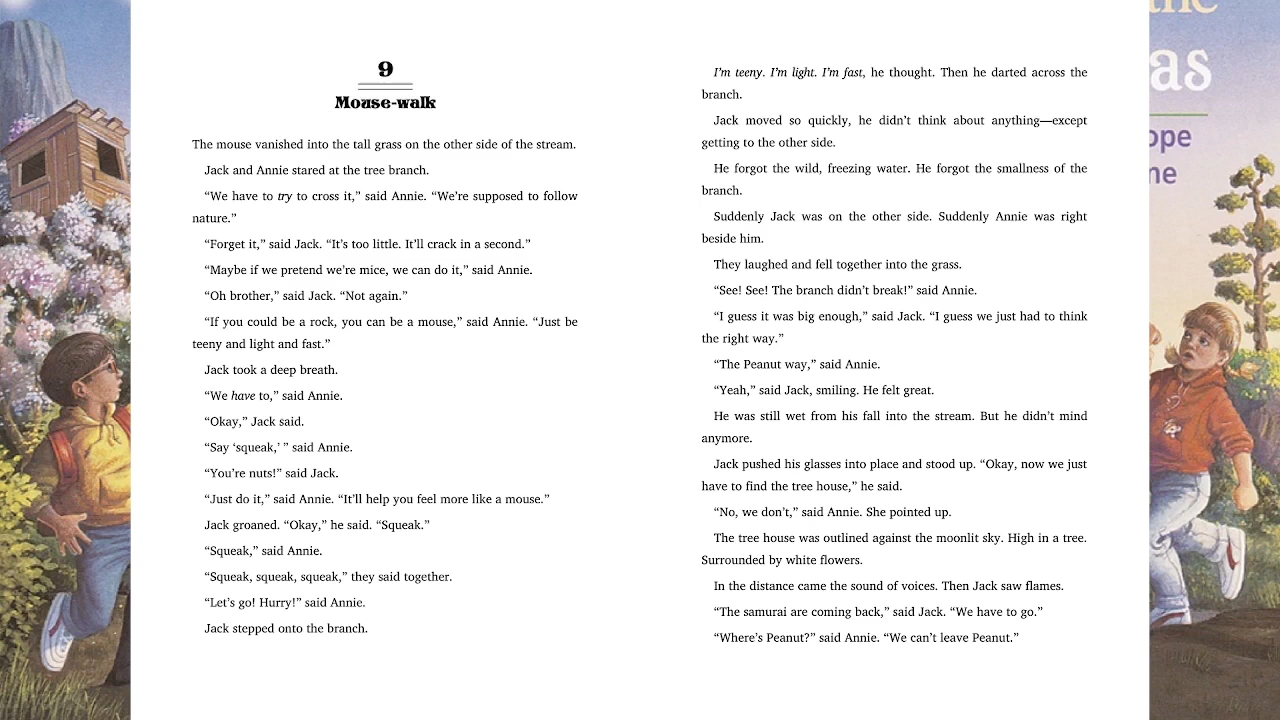 9
Mouse-walk
The mouse vanished into the tall grass on the other side of the stream.
Jack and Annie stared at the tree branch.
“We have to try to cross it,” said Annie. “We’re supposed to follow
nature.”
“Forget it,” said Jack. “It’s too little. It’ll crack in a second.”
“Maybe if we pretend we’re mice, we can do it,” said Annie.
“Oh brother,” said Jack. “Not again.”
“If you could be a rock, you can be a mouse,” said Annie. “Just be
teeny and light and fast.”
Jack took a deep breath.
“We have to,” said Annie.
“Okay,” Jack said.
“Say ‘squeak,’ ” said Annie.
“You’re nuts!” said Jack.
“Just do it,” said Annie. “It’ll help you feel more like a mouse.”
Jack groaned. “Okay,” he said. “Squeak.”
“Squeak,” said Annie.
“Squeak, squeak, squeak,” they said together.
“Let’s go! Hurry!” said Annie.
Jack stepped onto the branch.
I’m teeny. I’m light. I’m fast, he thought. Then he darted across the
branch.
Jack moved so quickly, he didn’t think about anything—except
getting to the other side.
He forgot the wild, freezing water. He forgot the smallness of the
branch.
Suddenly Jack was on the other side. Suddenly Annie was right
beside him.
They laughed and fell together into the grass.
“See! See! The branch didn’t break!” said Annie.
“I guess it was big enough,” said Jack. “I guess we just had to think
the right way.”
“The Peanut way,” said Annie.
“Yeah,” said Jack, smiling. He felt great.
He was still wet from his fall into the stream. But he didn’t mind
anymore.
Jack pushed his glasses into place and stood up. “Okay, now we just
have to find the tree house,” he said.
“No, we don’t,” said Annie. She pointed up.
The tree house was outlined against the moonlit sky. High in a tree.
Surrounded by white flowers.
In the distance came the sound of voices. Then Jack saw flames.
“The samurai are coming back,” said Jack. “We have to go.”
“Where’s Peanut?” said Annie. “We can’t leave Peanut.”
as
ope
ne